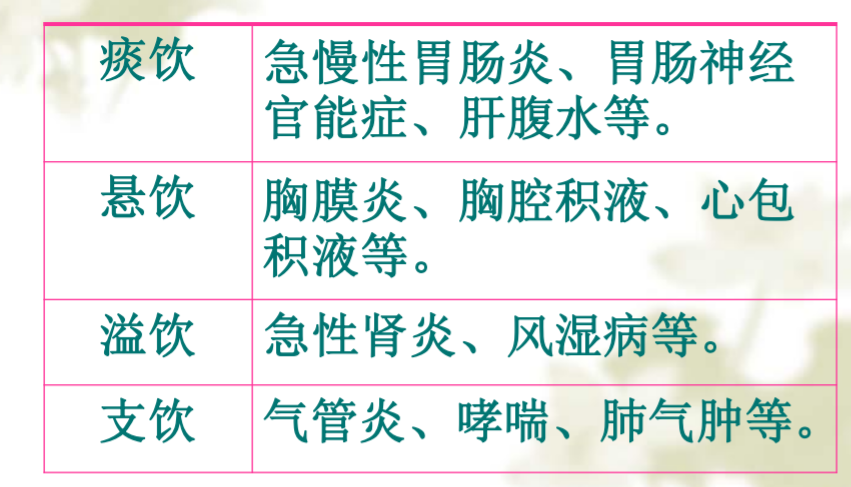 痰饮
急慢性胃肠炎、胃肠神经
官能症、肝腹水等。
悬饮
胸膜炎、胸腔积液、心包
积液等。
溢饮
急性肾炎、风湿病等。
支饮
气管炎、哮喘、肺气肿等。